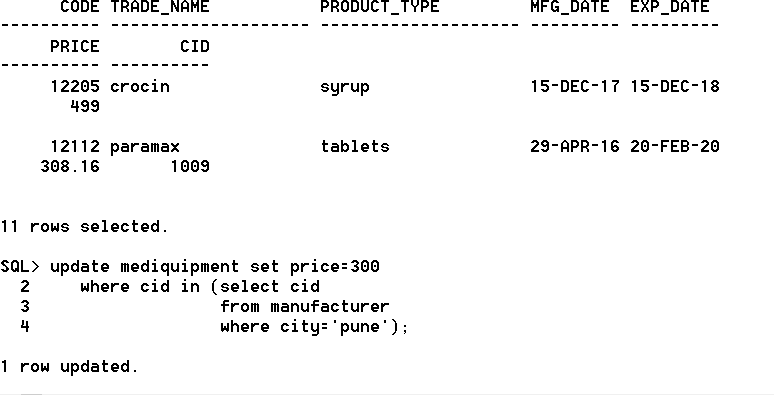 CODE TRADE_NAME           PRODUCT_TYPE         MFG_DATE  EXP_DATE
---------- -------------------- -------------------- --------- ---------
     PRICE        CID
---------- ----------
     12205 crocin               syrup                15-DEC-17 15-DEC-18
       499
     12112 paramax              tablets              29-APR-16 20-FEB-20
    308.16       1009
11 rows selected.
SQL> update mediquipment set price=300
  2     where cid in (select cid
  3                   from manufacturer
  4                   where city='pune');
1 row updated.